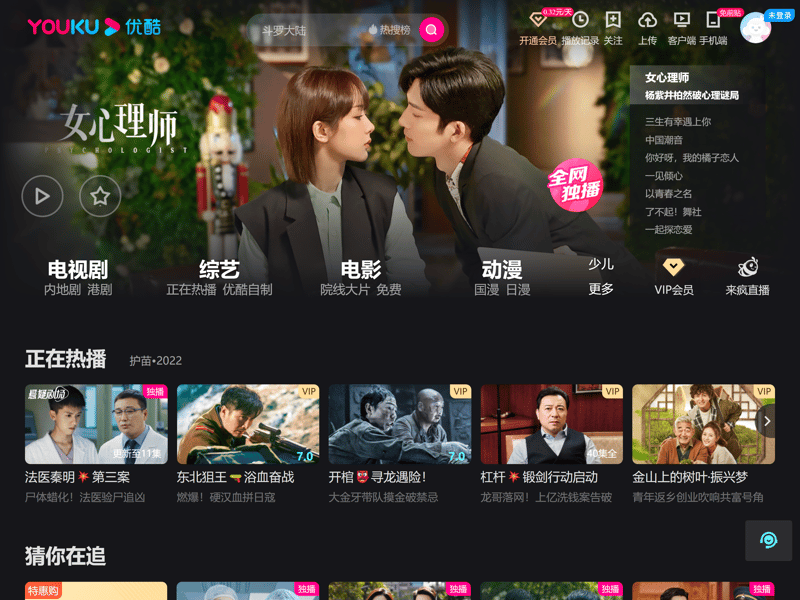 YOUKU 优酷
斗罗大陆
热搜榜
0.32元/天
免前贴
未登录
开通会员
播放记录
关注
上传
客户端
手机端
女心理师
PSYCHOLOGIST
全网
独播
女心理师
杨紫井柏然破心理谜局
三生有幸遇上你
中国潮音
你好呀，我的橘子恋人
一见倾心
以青春之名
了不起！舞社
一起探恋爱
电视剧
内地剧 港剧
综艺
正在热播 优酷自制
电影
院线大片 免费
动漫
国漫 日漫
少儿
更多
VIP会员
来疯直播
正在热播
护苗•2022
悬疑剧场
独播
更新至11集
法医秦明 第三案
尸体蜡化！法医验尸追凶
VIP
7.0
东北狙王 浴血奋战
燃爆！硬汉血拼日寇
VIP
7.0
开棺 寻龙遇险！
大金牙带队摸金破禁忌
VIP
40集全
杠杆 锻剑行动启动
龙哥落网！上亿洗钱案告破
VIP
金山上的树叶·振兴梦
青年返乡创业吹响共富号角
猜你在追
特惠购
独播
独播
独播
独播